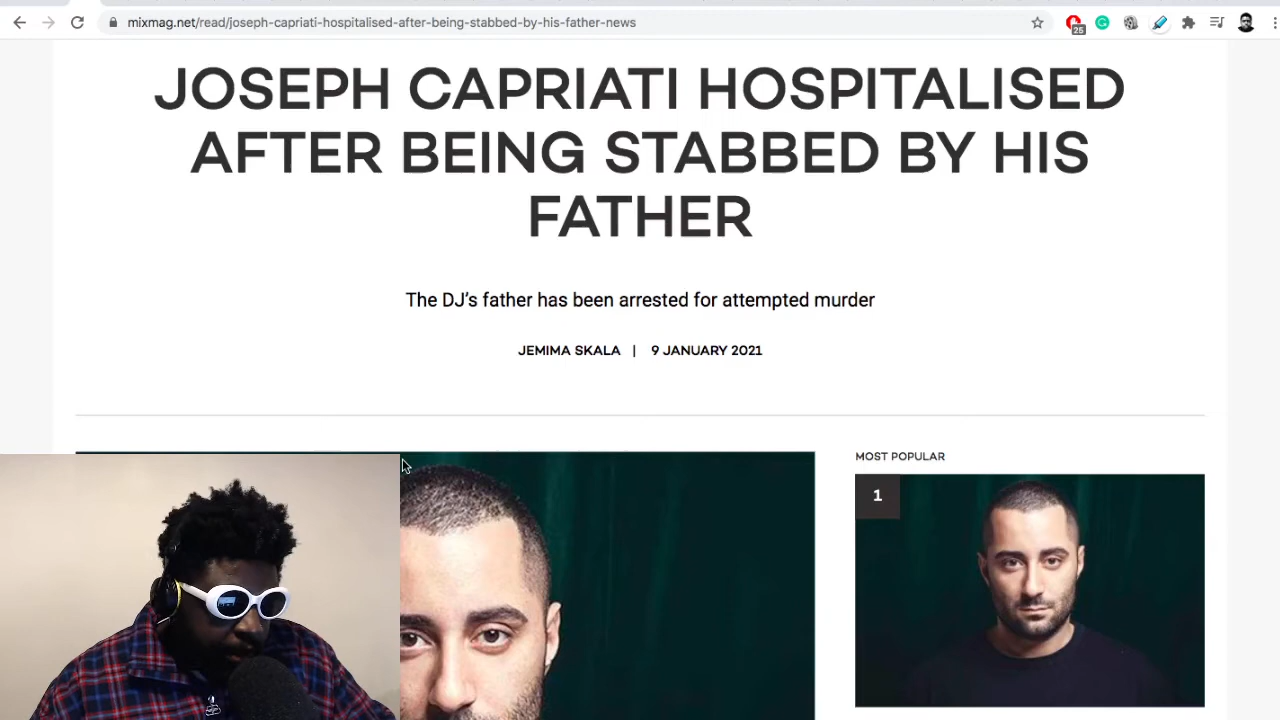 mixmag.net/read/joseph-capriati-hospitalised-after-being-stabbed-by-his-father-news
25
JOSEPH CAPRIATI HOSPITALISED
AFTER BEING STABBED BY HIS
FATHER
The DJ's father has been arrested for attempted murder
JEMIMA SKALA | 9 JANUARY 2021
MOST POPULAR
1